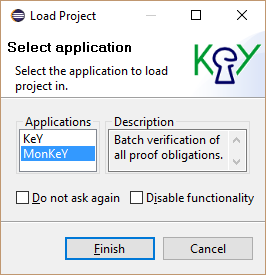 Load Project
Select application
Select the application to load
project in.
KeY
Applications
KeY
MonKeY
Description
Batch verification of
all proof obligations.
Do not ask again
Disable functionality
Finish
Cancel